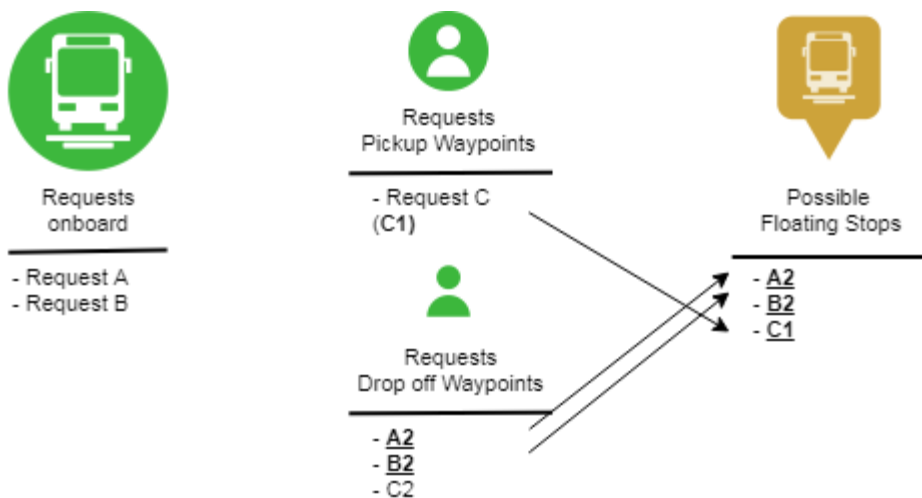 Requests
onboard
- Request A
- Request B
Requests
Pickup Waypoints
- Request C
(C1)
Requests
Drop off Waypoints
- A2
- B2
- C2
Possible
Floating Stops
- A2
- B2
- C1